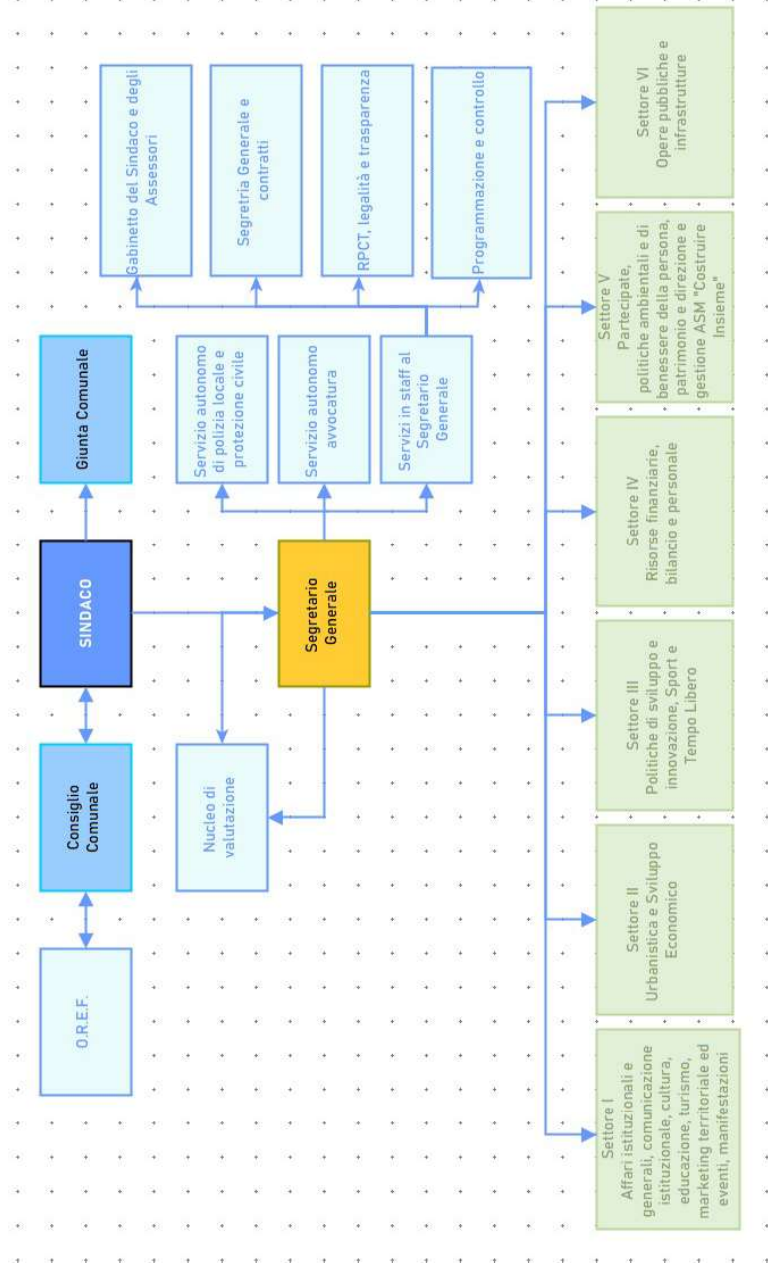 O.R.E.F.
Consiglio
Comunale
SINDACO
Giunta Comunale
Gabinetto del Sindaco e degli
Assessori
Segretria Generale e
contratti
RPCT, legalità e trasparenza
Programmazione e controllo
Nucleo di
valutazione
Segretario
Generale
Servizio autonomo
di polizia locale e
protezione civile
Servizio autonomo
avvocatura
Servizi in staff al
Segretario
Generale
Settore I
Affari istituzionali e
generali, comunicazione
istituzionale, cultura,
educazione, turismo,
marketing territoriale ed
eventi, manifestazioni
Settore II
Urbanistica e Sviluppo
Economico
Settore III
Politiche di sviluppo e
innovazione, Sport e
Tempo Libero
Settore IV
Risorse finanziarie,
bilancio e personale
Settore V
Partecipate,
politiche ambientali e di
benessere della persona,
patrimonio e direzione e
gestione ASM "Costruire
Insieme"
Settore VI
Opere pubbliche e
infrastrutture